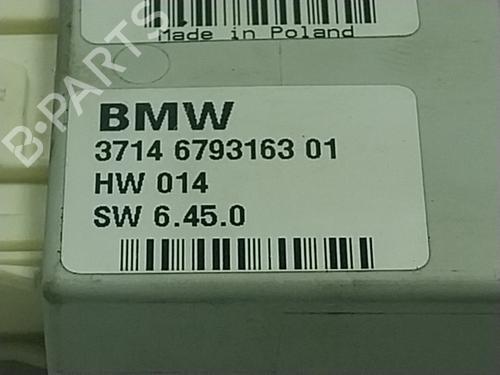 Made in Poland
B-PARTS
BMW
3714 6793163 01
HW 014
SW 6.45.0